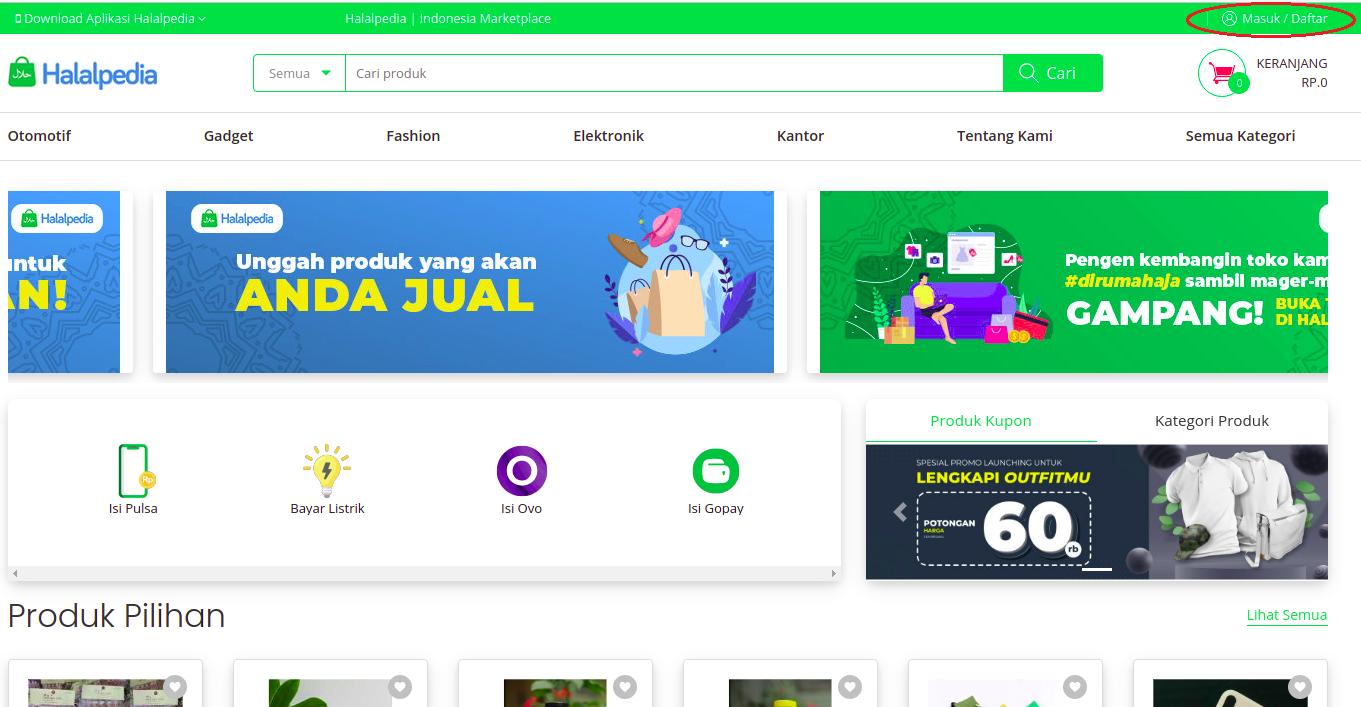 Download Aplikasi Halalpedia
Halalpedia | Indonesia Marketplace
Masuk / Daftar
Halalpedia
Semua
Cari produk
Cari
0
KERANJANG
RP.0
Otomotif
Gadget
Fashion
Elektronik
Kantor
Tentang Kami
Semua Kategori
Halalpedia
Halalpedia
Unggah produk yang akan
ANDA JUAL
Pengen kembangin toko kam
#dirumahaja sambil mager-m
GAMPANG!
BUKA
DI HAL
Produk Kupon
Kategori Produk
SPESIAL PROMO LAUNCHING UNTUK
LENGKAPI OUTFITMU
POTONGAN
HARGA
60
rb
Rp
Isi Pulsa
Bayar Listrik
Isi Ovo
Isi Gopay
Produk Pilihan
Lihat Semua